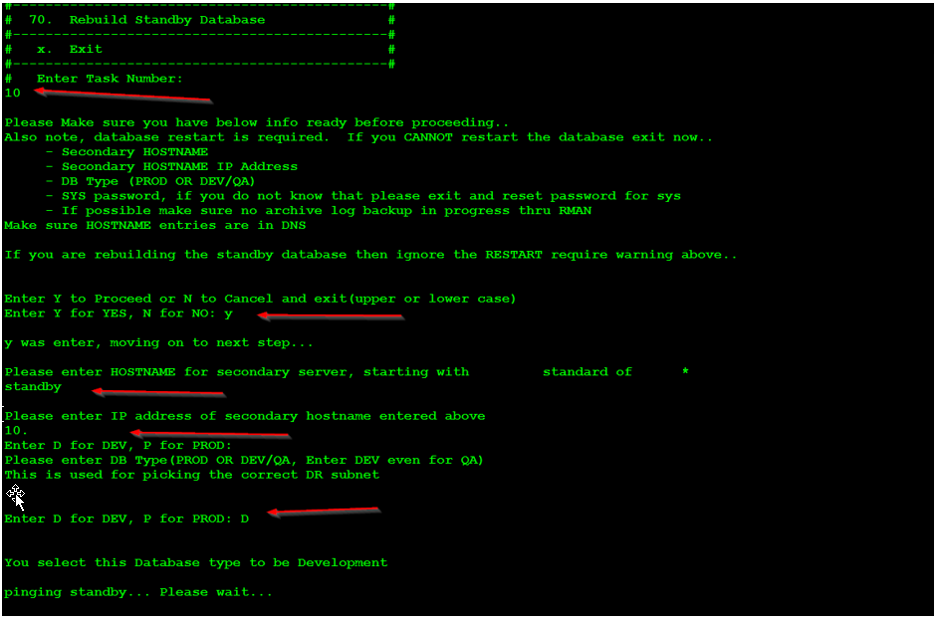 #----------------------------------------------#
#  70.  Rebuild Standby Database               #
#----------------------------------------------#
#   x.  Exit                                   #
#----------------------------------------------#
#   Enter Task Number:
10
Please Make sure you have below info ready before proceeding..
Also note, database restart is required.  If you CANNOT restart the database exit now..
     - Secondary HOSTNAME
     - Secondary HOSTNAME IP Address
     - DB Type (PROD OR DEV/QA)
     - SYS password, if you do not know that please exit and reset password for sys
     - If possible make sure no archive log backup in progress thru RMAN
Make sure HOSTNAME entries are in DNS
If you are rebuilding the standby database then ignore the RESTART require warning above..
Enter Y to Proceed or N to Cancel and exit(upper or lower case)
Enter Y for YES, N for NO: y
y was enter, moving on to next step...
Please enter HOSTNAME for secondary server, starting with         standard of      *
standby
Please enter IP address of secondary hostname entered above
10.
Enter D for DEV, P for PROD:
Please enter DB Type(PROD OR DEV/QA, Enter DEV even for QA)
This is used for picking the correct DR subnet
Enter D for DEV, P for PROD: D
You select this Database type to be Development
pinging standby... Please wait...